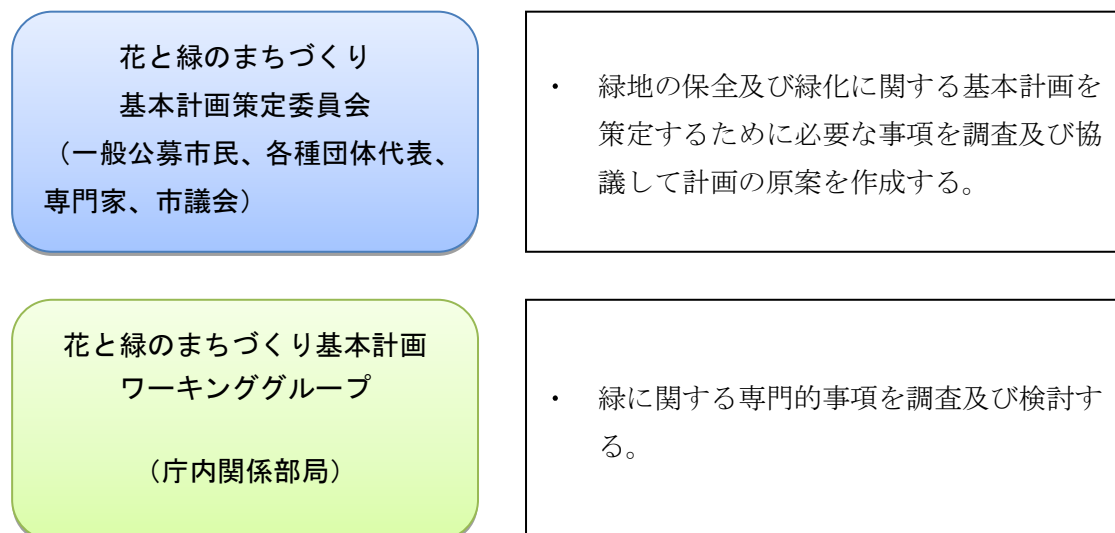 花と緑のまちづくり
基本計画策定委員会
（一般公募市民、各種団体代表、
専門家、市議会）
・ 緑地の保全及び緑化に関する基本計画を
策定するために必要な事項を調査及び協
議して計画の原案を作成する。
花と緑のまちづくり基本計画
ワーキンググループ
（庁内関係部局）
・ 緑に関する専門的事項を調査及び検討す
る。